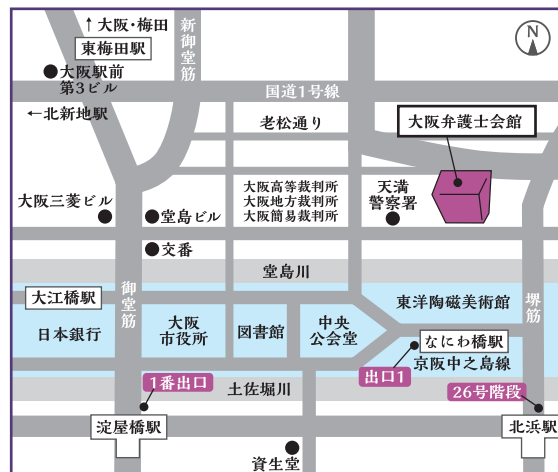 ↑大阪・梅田
東梅田駅
新御堂筋
N
大阪駅前
第3ビル
国道1号線
←北新地駅
老松通り
大阪弁護士会館
大阪三菱ビル
堂島ビル
大阪高等裁判所
大阪地方裁判所
大阪簡易裁判所
天満
警察署
交番
堂島川
大江橋駅
御堂筋
堺筋
東洋陶磁美術館
日本銀行
大阪
市役所
図書館
中央
公会堂
なにわ橋駅
京阪中之島線
出口1
1番出口
土佐堀川
26号階段
淀屋橋駅
北浜駅
資生堂